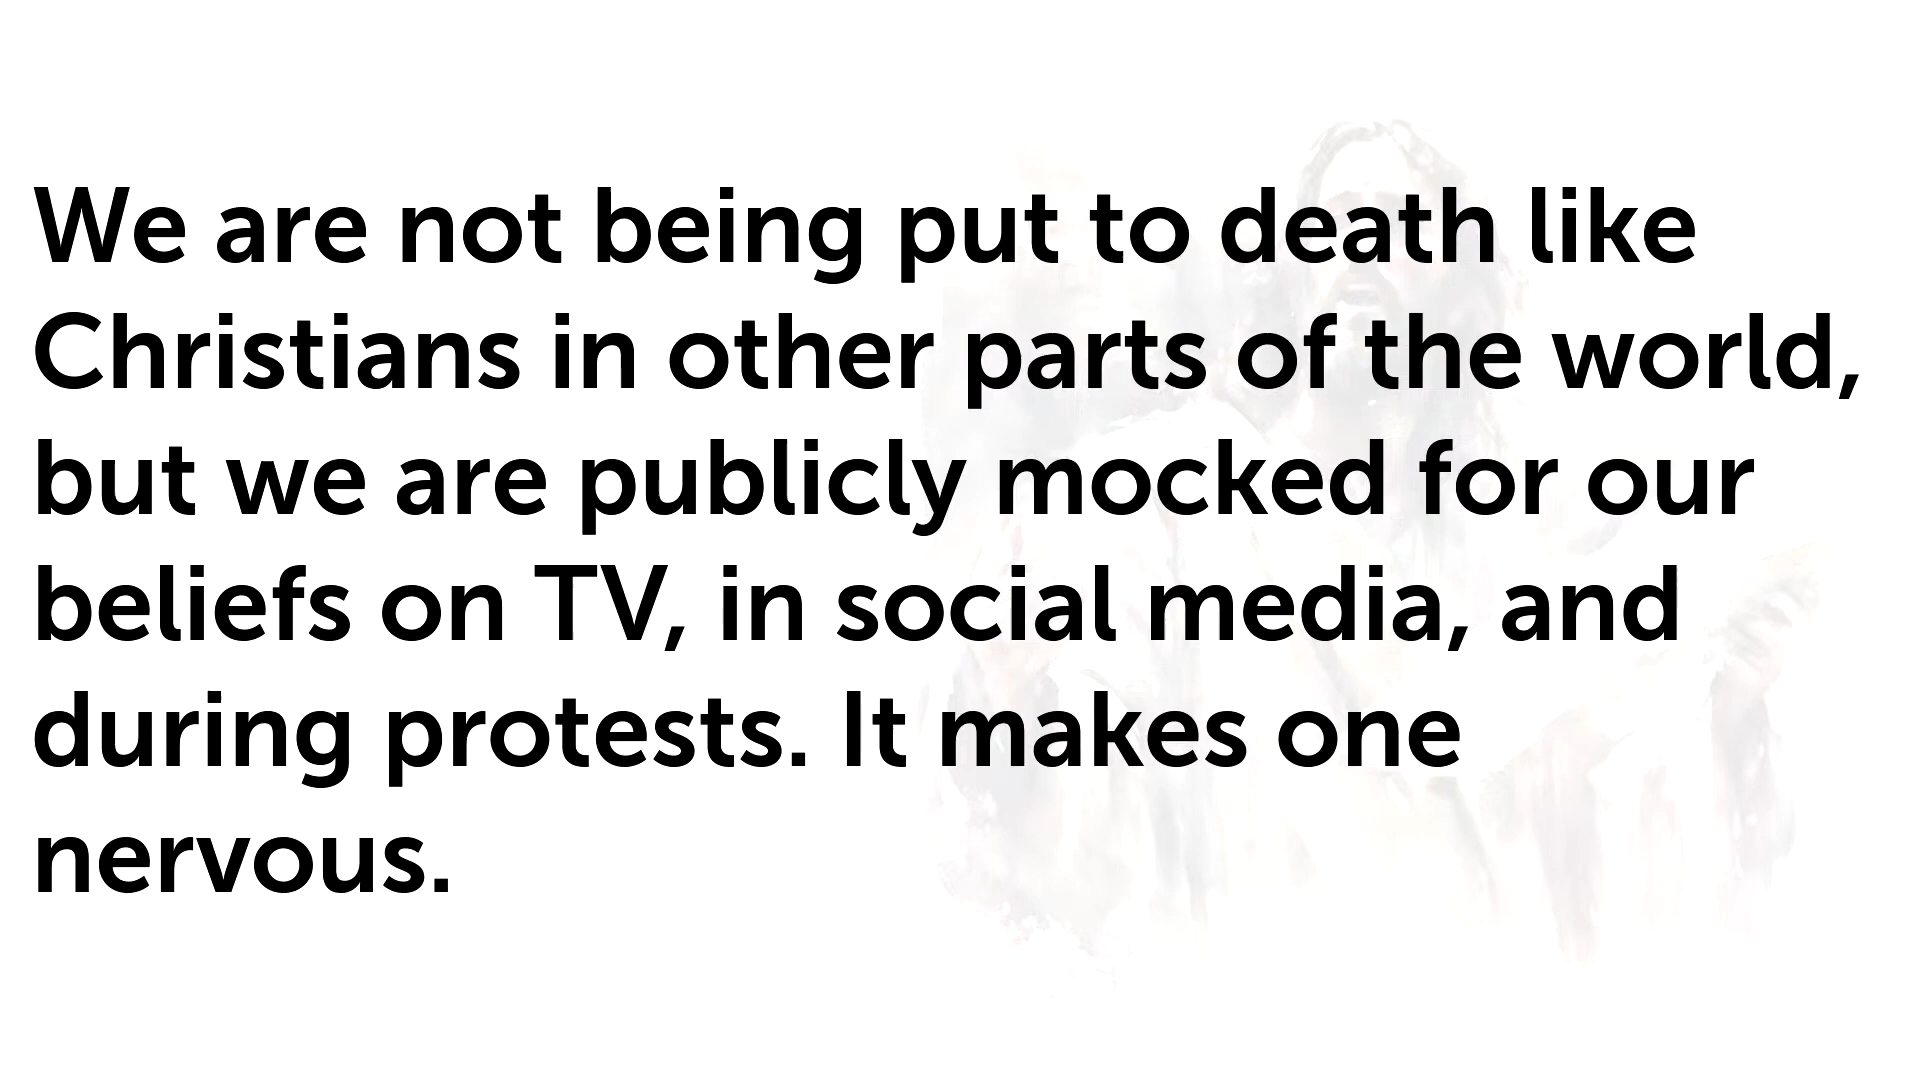 We are not being put to death like
Christians in other parts of the world,
but we are publicly mocked for our
beliefs on TV, in social media, and
during protests. It makes one
nervous.